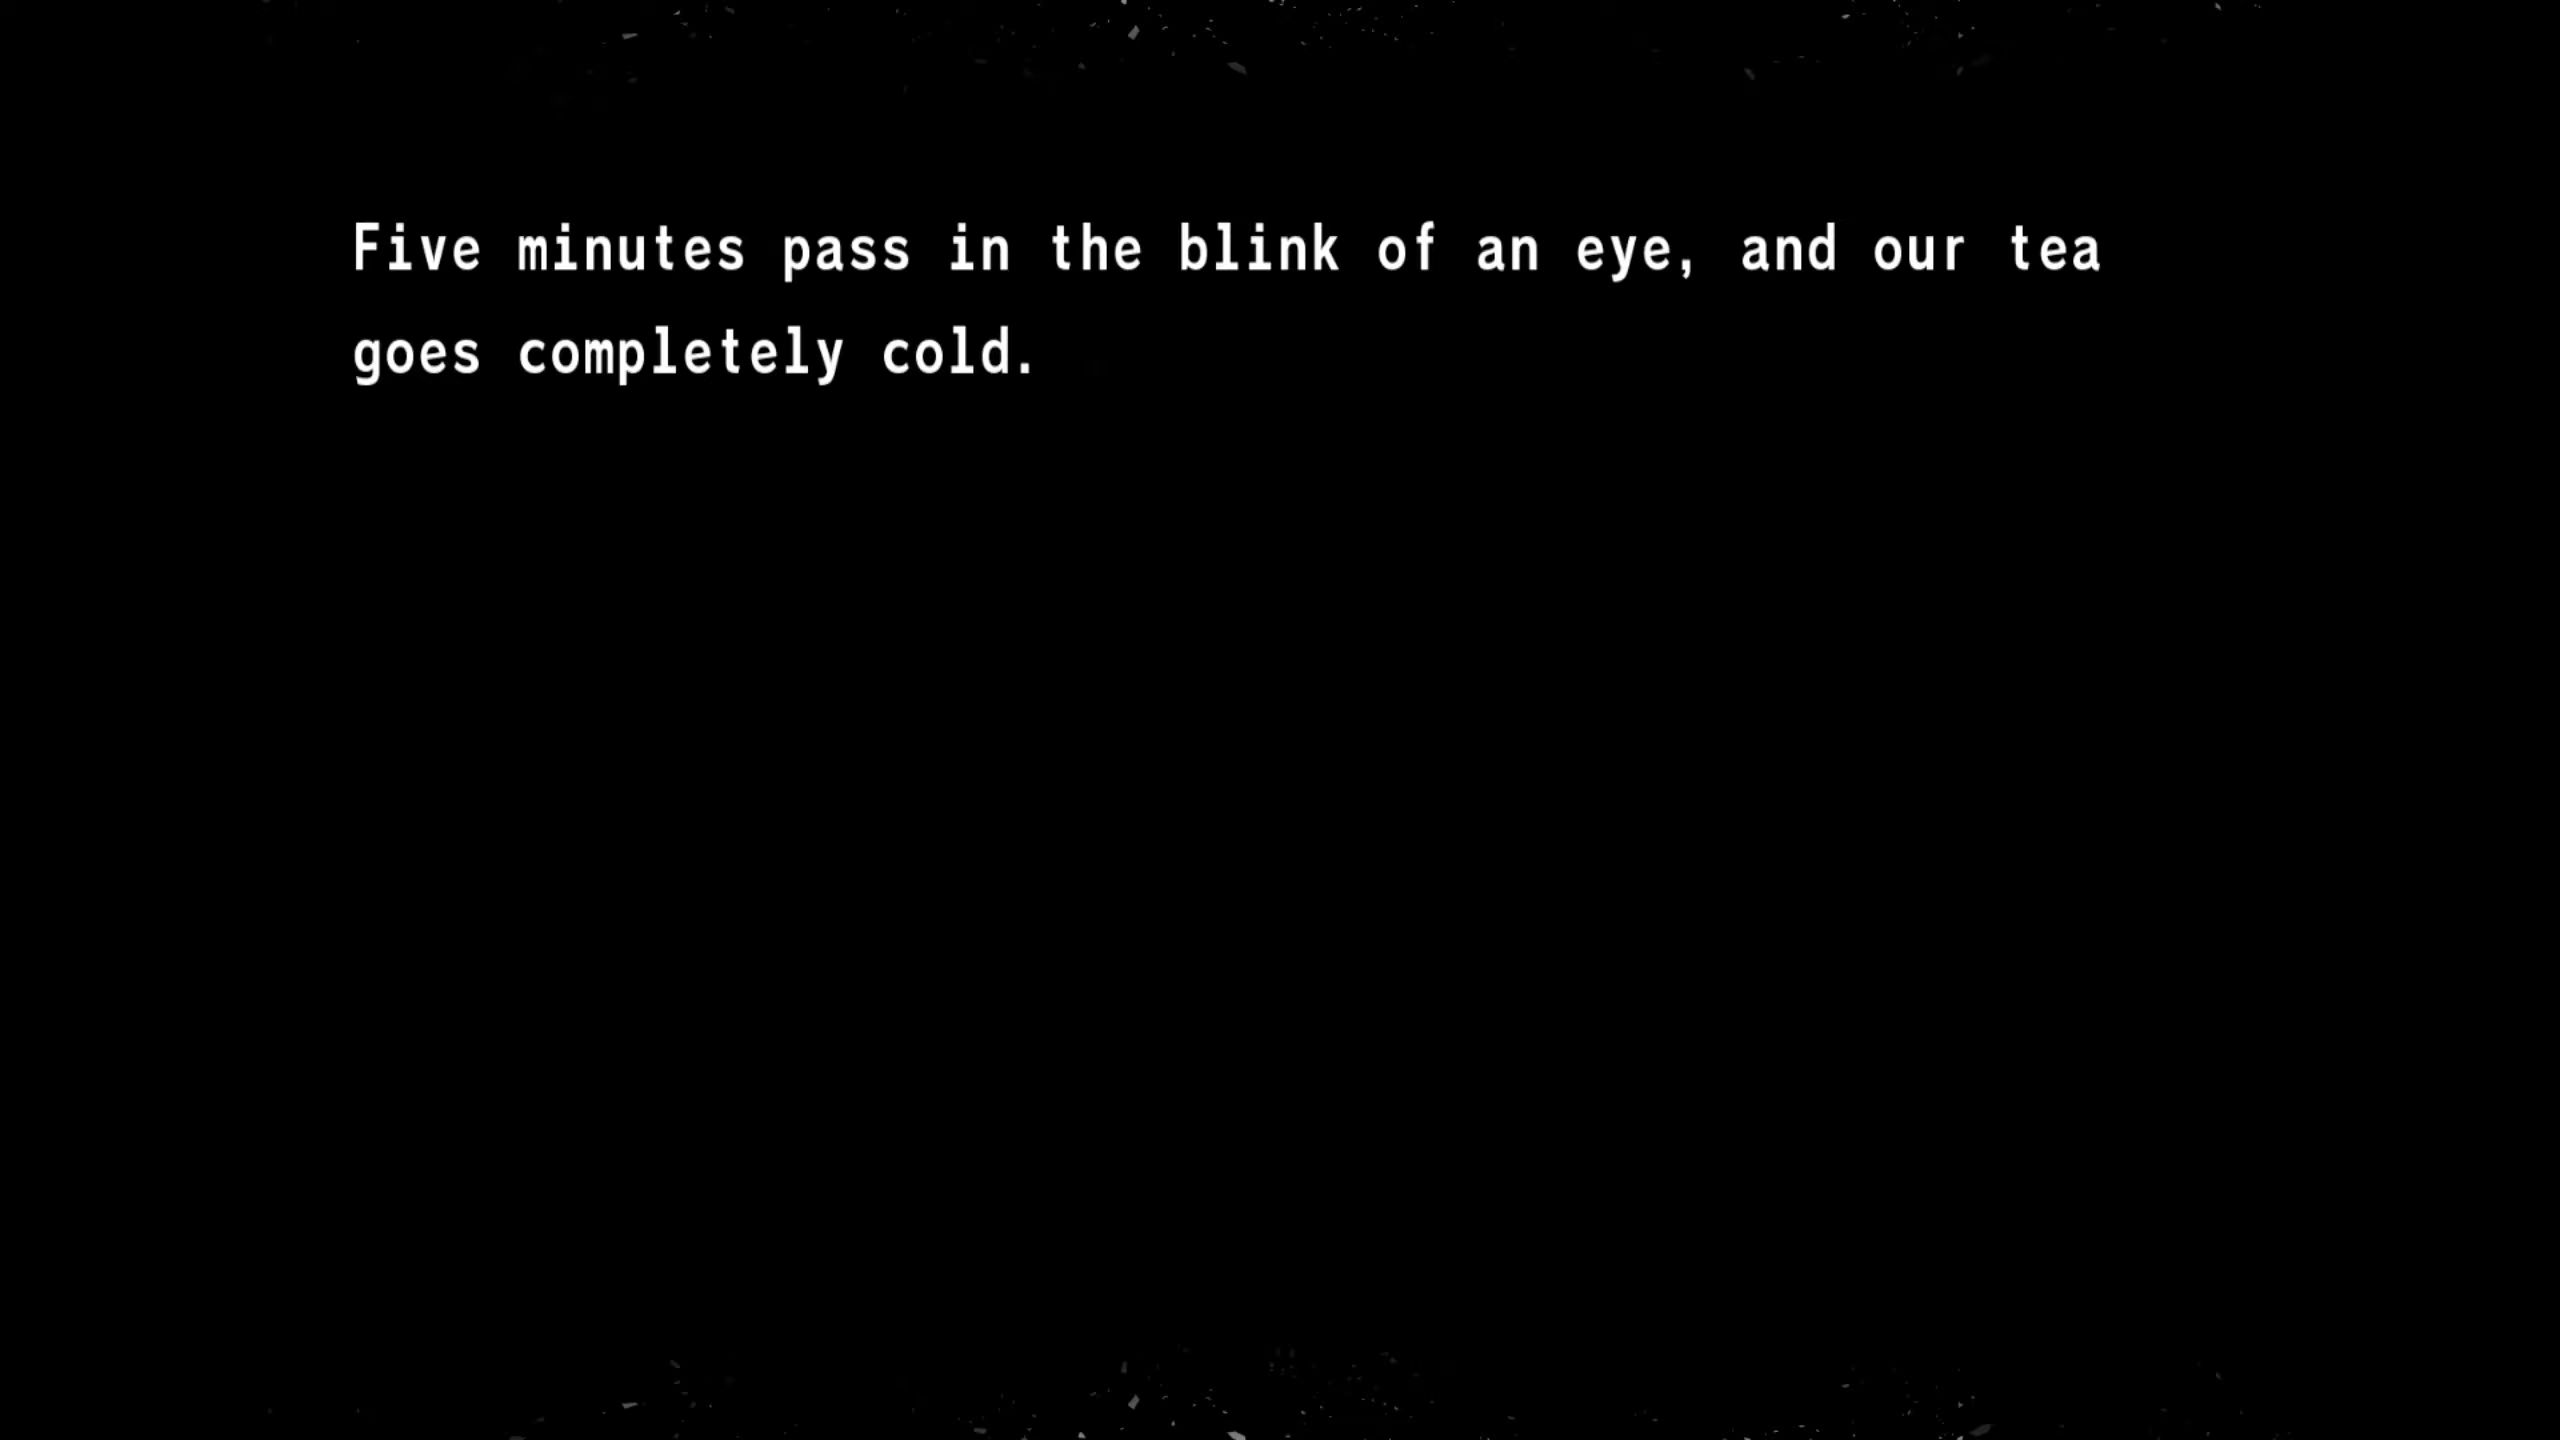 Five minutes pass in the blink of an eye, and our tea
goes completely cold.